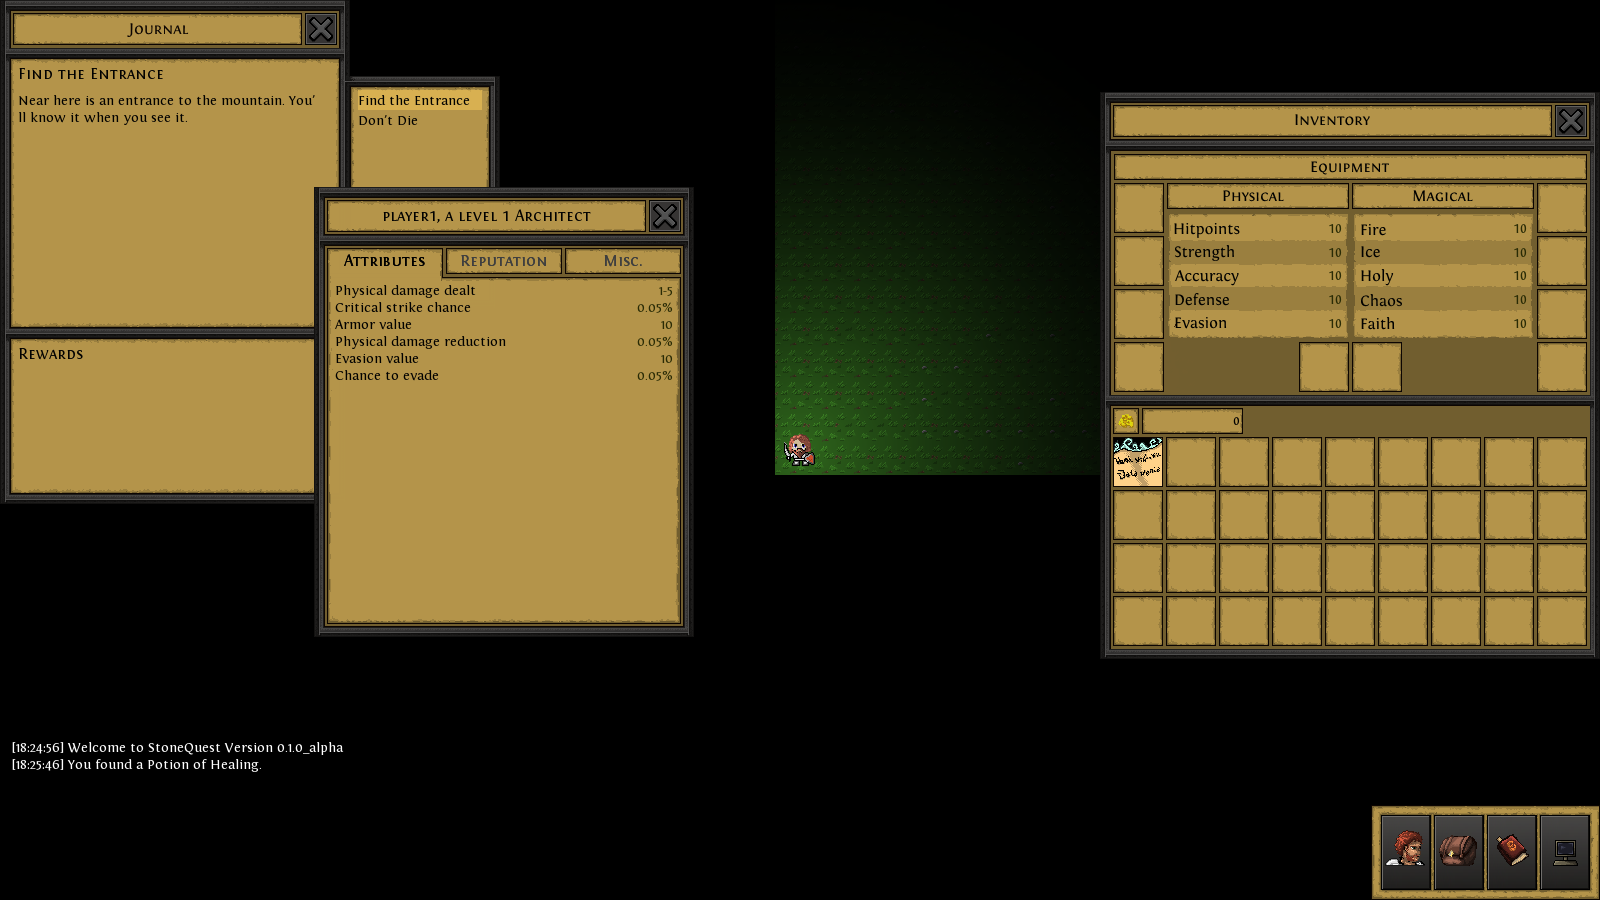 Journal
Find the Entrance
Near here is an entrance to the mountain. You'
ll know it when you see it.
Rewards
Find the Entrance
Don't Die
player1, a level 1 Architect
Attributes
Reputation
Misc.
Physical damage dealt 1-5
Critical strike chance 0.05%
Armor value 10
Physical damage reduction 0.05%
Evasion value 10
Chance to evade 0.05%
Inventory
Equipment
Physical
Hitpoints 10
Strength 10
Accuracy 10
Defense 10
Evasion 10
Magical
Fire 10
Ice 10
Holy 10
Chaos 10
Faith 10
0
[18:24:56] Welcome to StoneQuest Version 0.1.0_alpha
[18:25:46] You found a Potion of Healing.